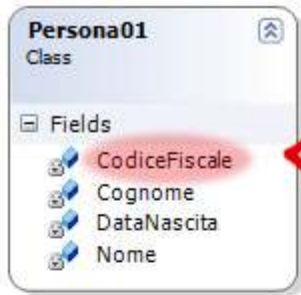 Persona01
Class
Fields
CodiceFiscale
Cognome
DataNascita
Nome